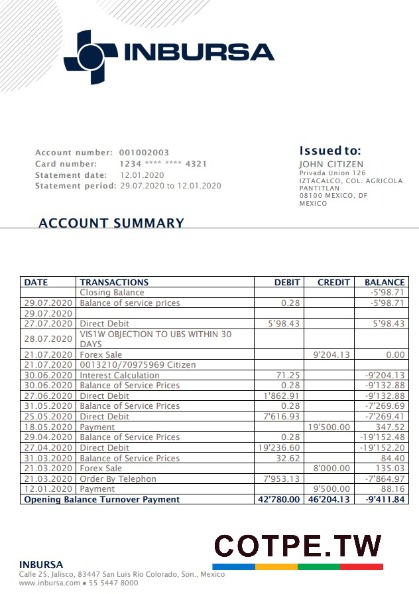 INBURSA
Account number: 001002003
Card number: 1234 **** **** 4321
Statement date: 12.01.2020
Statement period: 29.07.2020 to 12.01.2020
Issued to:
JOHN CITIZEN
Privada Union 126
IZTACALCO, COL. AGRICOLA
PANTITLAN
08100 MEXICO, DF
MEXICO
ACCOUNT SUMMARY
DATE TRANSACTIONS DEBIT CREDIT BALANCE
Closing Balance -5'98.71
29.07.2020 Balance of service prices 0.28 -5'98.71
29.07.2020
27.07.2020 Direct Debit 5'98.43 5'98.43
28.07.2020 VIS1W OBJECTION TO UBS WITHIN 30
DAYS
21.07.2020 Forex Sale 9'204.13 0.00
21.07.2020 0013210/70975969 Citizen
30.06.2020 Interest Calculation 71.25 -9'204.13
30.06.2020 Balance of Service Prices 0.28 -9'132.88
27.06.2020 Direct Debit 1'862.91 -9'132.88
31.05.2020 Balance of Service Prices 0.28 -7'269.69
25.05.2020 Direct Debit 7'616.93 -7'269.41
18.05.2020 Payment 19'500.00 347.52
29.04.2020 Balance of Service Prices 0.28 -19'152.48
27.04.2020 Direct Debit 19'236.60 -19'152.20
31.03.2020 Balance of Service Prices 32.62 84.40
21.03.2020 Forex Sale 8'000.00 135.03
21.03.2020 Order By Telephon 7'953.13 -7'864.97
12.01.2020 Payment 9'500.00 88.16
Opening Balance Turnover Payment 42'780.00 46'204.13 -9'411.84
COTPE.TW
INBURSA
Calle 25, Jalisco, 83447 San Luis Rio Colorado, Son., Mexico
www.inbursa.com • 55 5447 8000